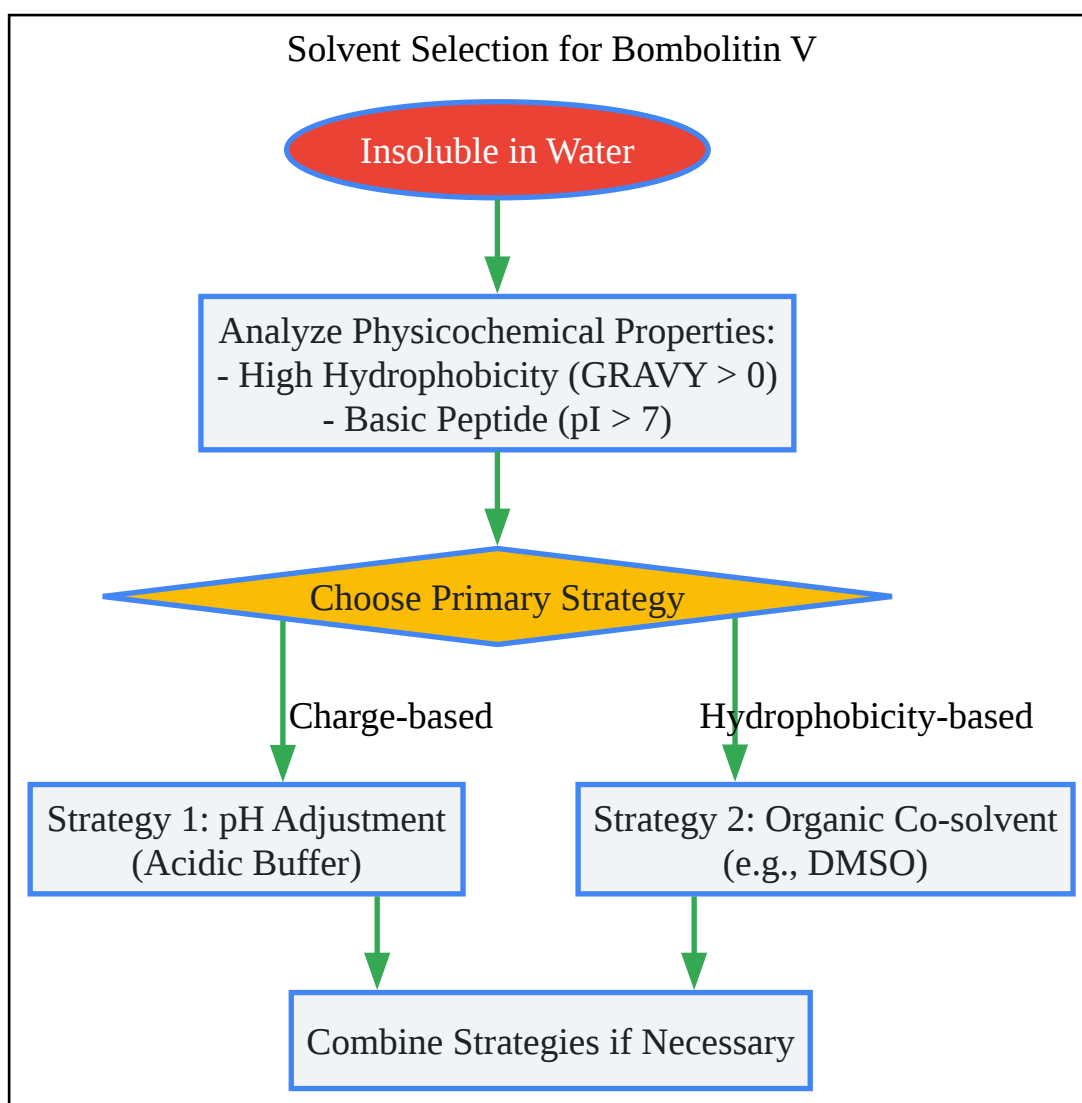 Solvent Selection for Bombolitin V
Insoluble in Water
Analyze Physicochemical Properties:
- High Hydrophobicity (GRAVY > 0)
- Basic Peptide (pI > 7)
Choose Primary Strategy
Charge-based
Hydrophobicity-based
Strategy 1: pH Adjustment
(Acidic Buffer)
Strategy 2: Organic Co-solvent
(e.g., DMSO)
Combine Strategies if Necessary